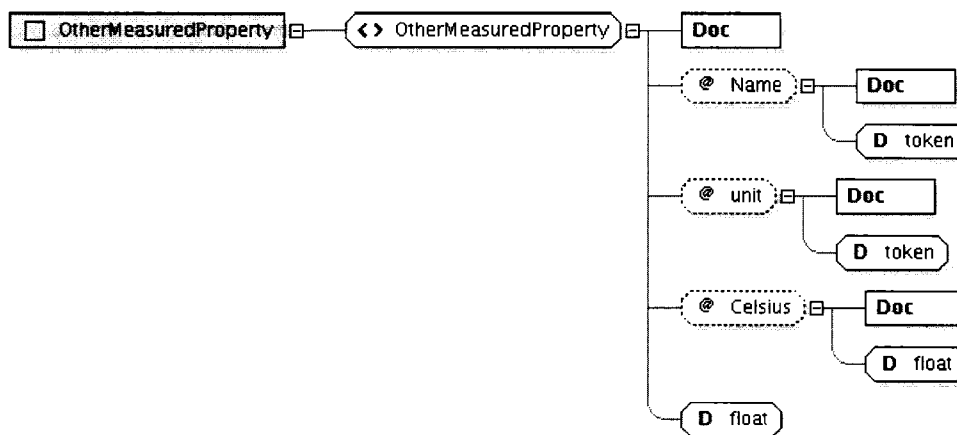 OtherMeasuredProperty <> OtherMeasuredProperty Doc
@ Name Doc
D token
@ unit Doc
D token
@ Celsius Doc
D float
D float